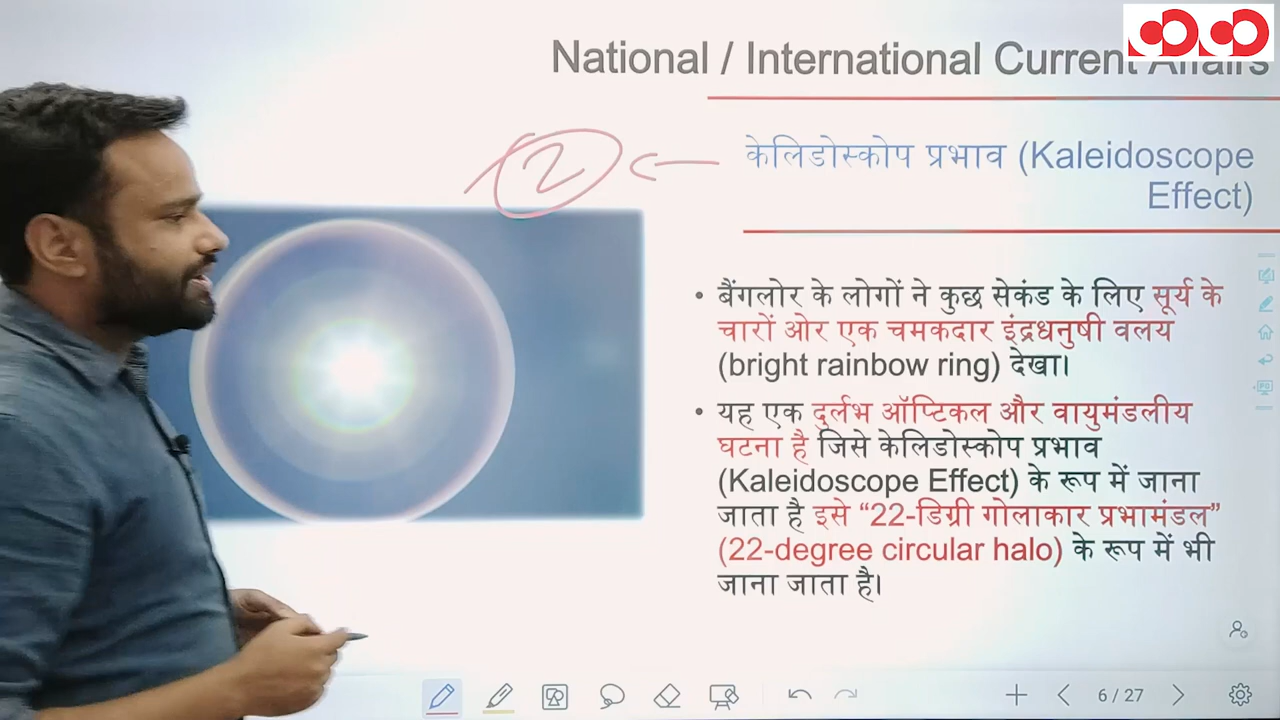 National / International Current Affairs
2
केलिडोस्कोप प्रभाव (Kaleidoscope
Effect)
• बैंगलोर के लोगों ने कुछ सेकंड के लिए सूर्य के
चारों ओर एक चमकदार इंद्रधनुषी वलय
(bright rainbow ring) देखा।
• यह एक दुर्लभ ऑप्टिकल और वायुमंडलीय
घटना है जिसे केलिडोस्कोप प्रभाव
(Kaleidoscope Effect) के रूप में जाना
जाता है इसे “22-डिग्री गोलाकार प्रभामंडल”
(22-degree circular halo) के रूप में भी
जाना जाता है।
6 / 27